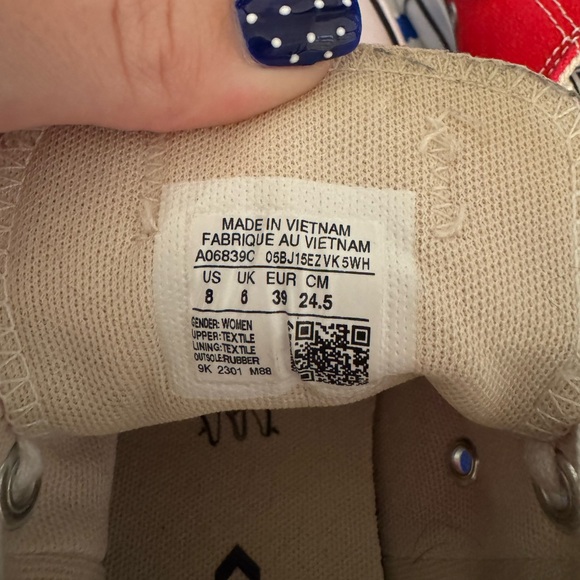 MADE IN VIETNAM
FABRIQUE AU VIETNAM
A06839C 05BJ15EZVK5WH
US UK EUR CM
8 6 39 24.5
GENDER: WOMEN
UPPER:TEXTILE
LINING:TEXTILE
OUTSOLE:RUBBER
9K 2301 M88